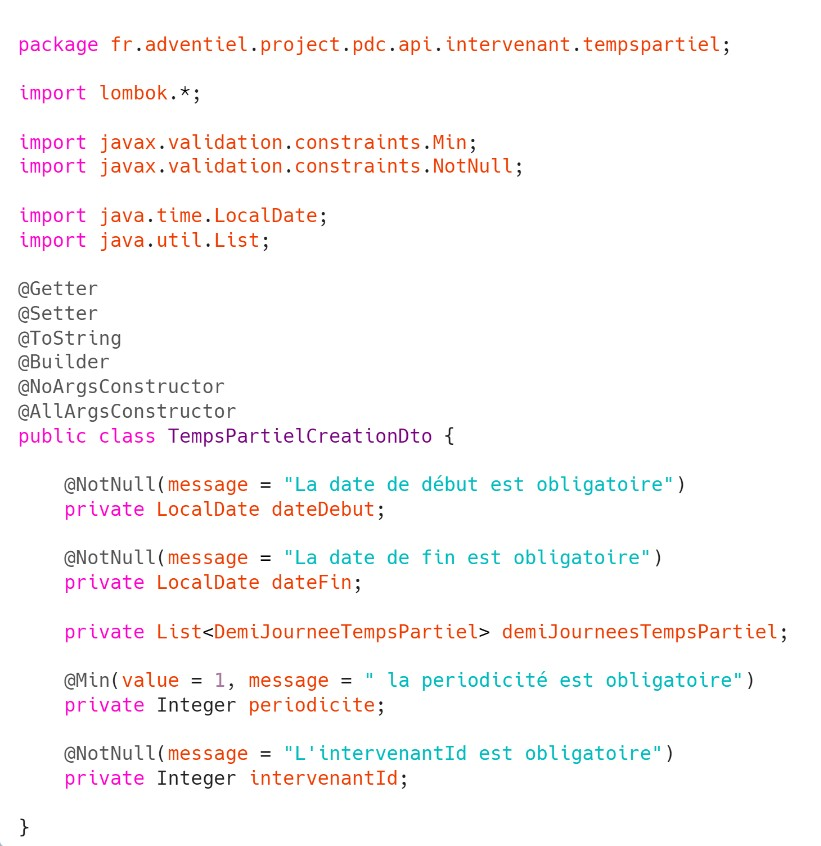 package fr.adventiel.project.pdc.api.intervenant.tempspartiel;
import lombok.*;
import javax.validation.constraints.Min;
import javax.validation.constraints.NotNull;
import java.time.LocalDate;
import java.util.List;
@Getter
@Setter
@ToString
@Builder
@NoArgsConstructor
@AllArgsConstructor
public class TempsPartielCreationDto {
@NotNull(message = "La date de début est obligatoire")
private LocalDate dateDebut;
@NotNull(message = "La date de fin est obligatoire")
private LocalDate dateFin;
private List<DemiJourneeTempsPartiel> demiJourneesTempsPartiel;
@Min(value = 1, message = " la periodicité est obligatoire")
private Integer periodicite;
@NotNull(message = "L'intervenantId est obligatoire")
private Integer intervenantId;
}